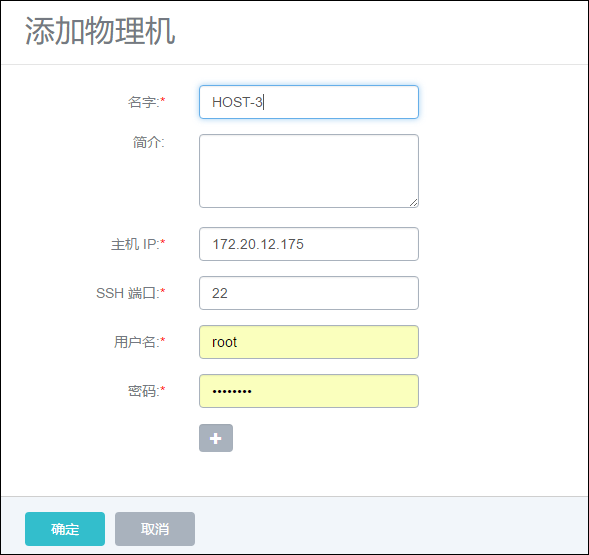 添加物理机
名字:* HOST-3
简介:
主机 IP:* 172.20.12.175
SSH 端口:* 22
用户名:* root
密码:* ••••••••
+
确定 取消